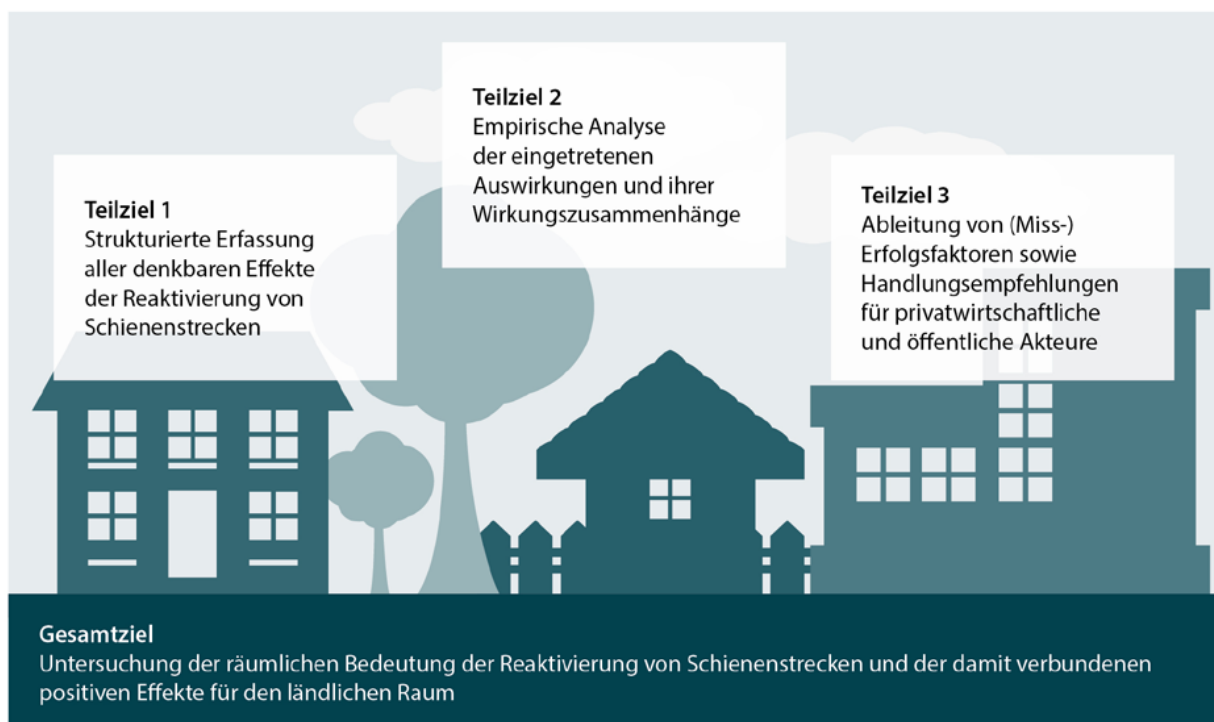 Teilziel 1
Strukturierte Erfassung
aller denkbaren Effekte
der Reaktivierung von
Schienenstrecken
Teilziel 2
Empirische Analyse
der eingetretenen
Auswirkungen und ihrer
Wirkungszusammenhänge
Teilziel 3
Ableitung von (Miss-)
Erfolgsfaktoren sowie
Handlungsempfehlungen
für privatwirtschaftliche
und öffentliche Akteure
Gesamtziel
Untersuchung der räumlichen Bedeutung der Reaktivierung von Schienenstrecken und der damit verbundenen
positiven Effekte für den ländlichen Raum